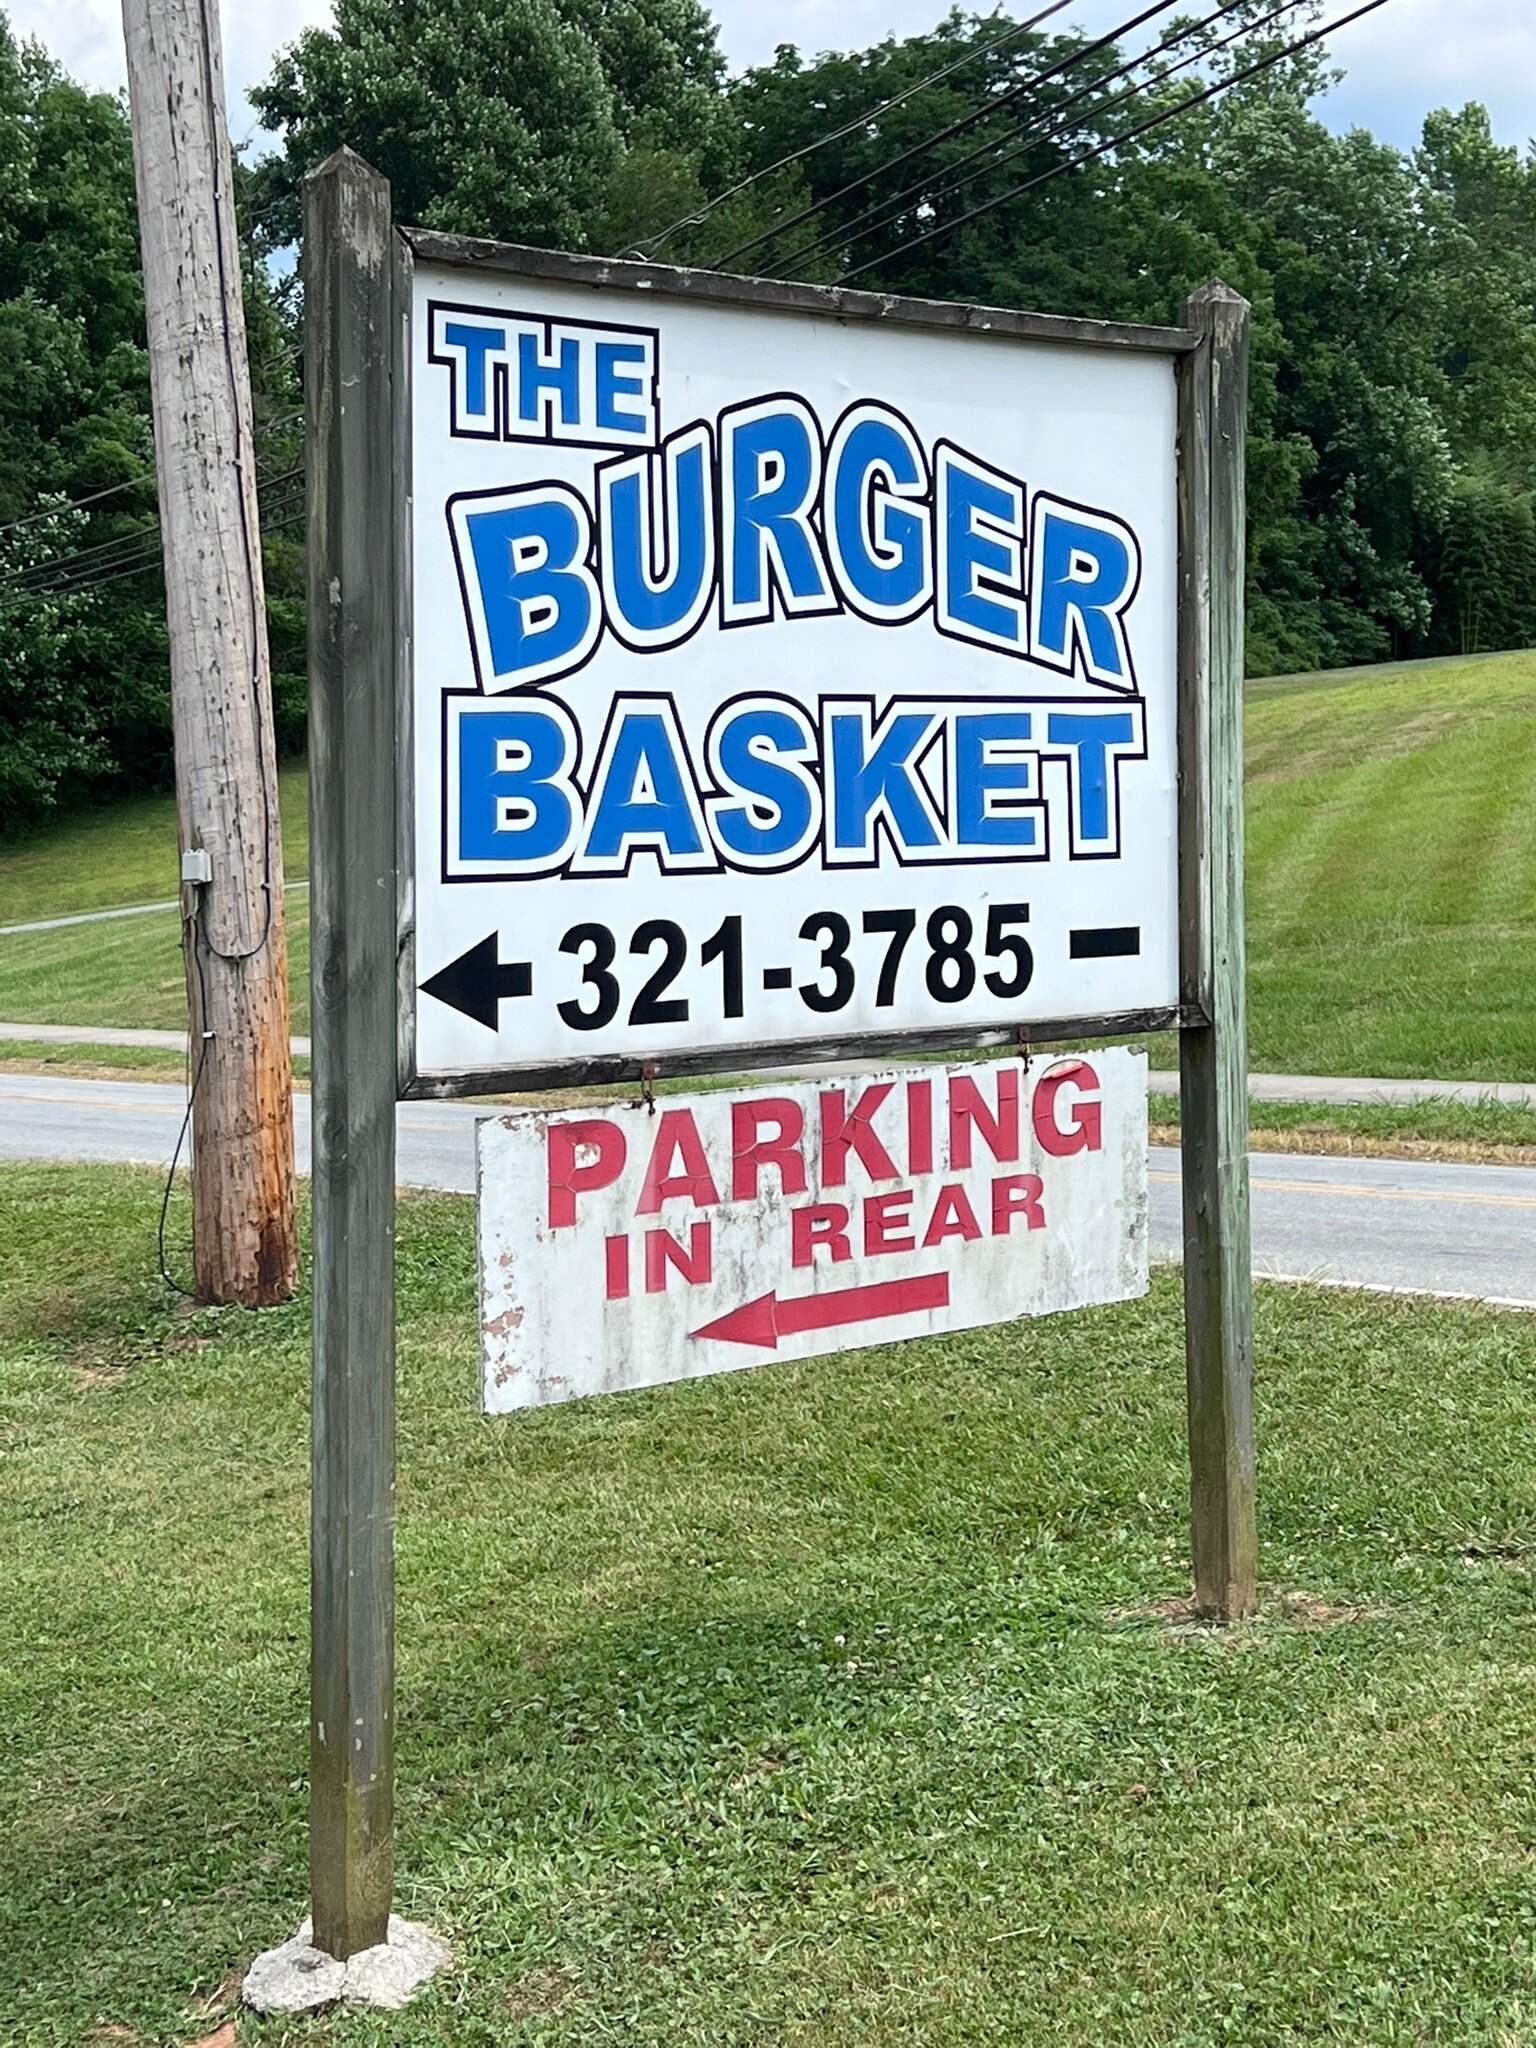 THE
BURGER
BASKET
321-3785
PARKING
IN REAR